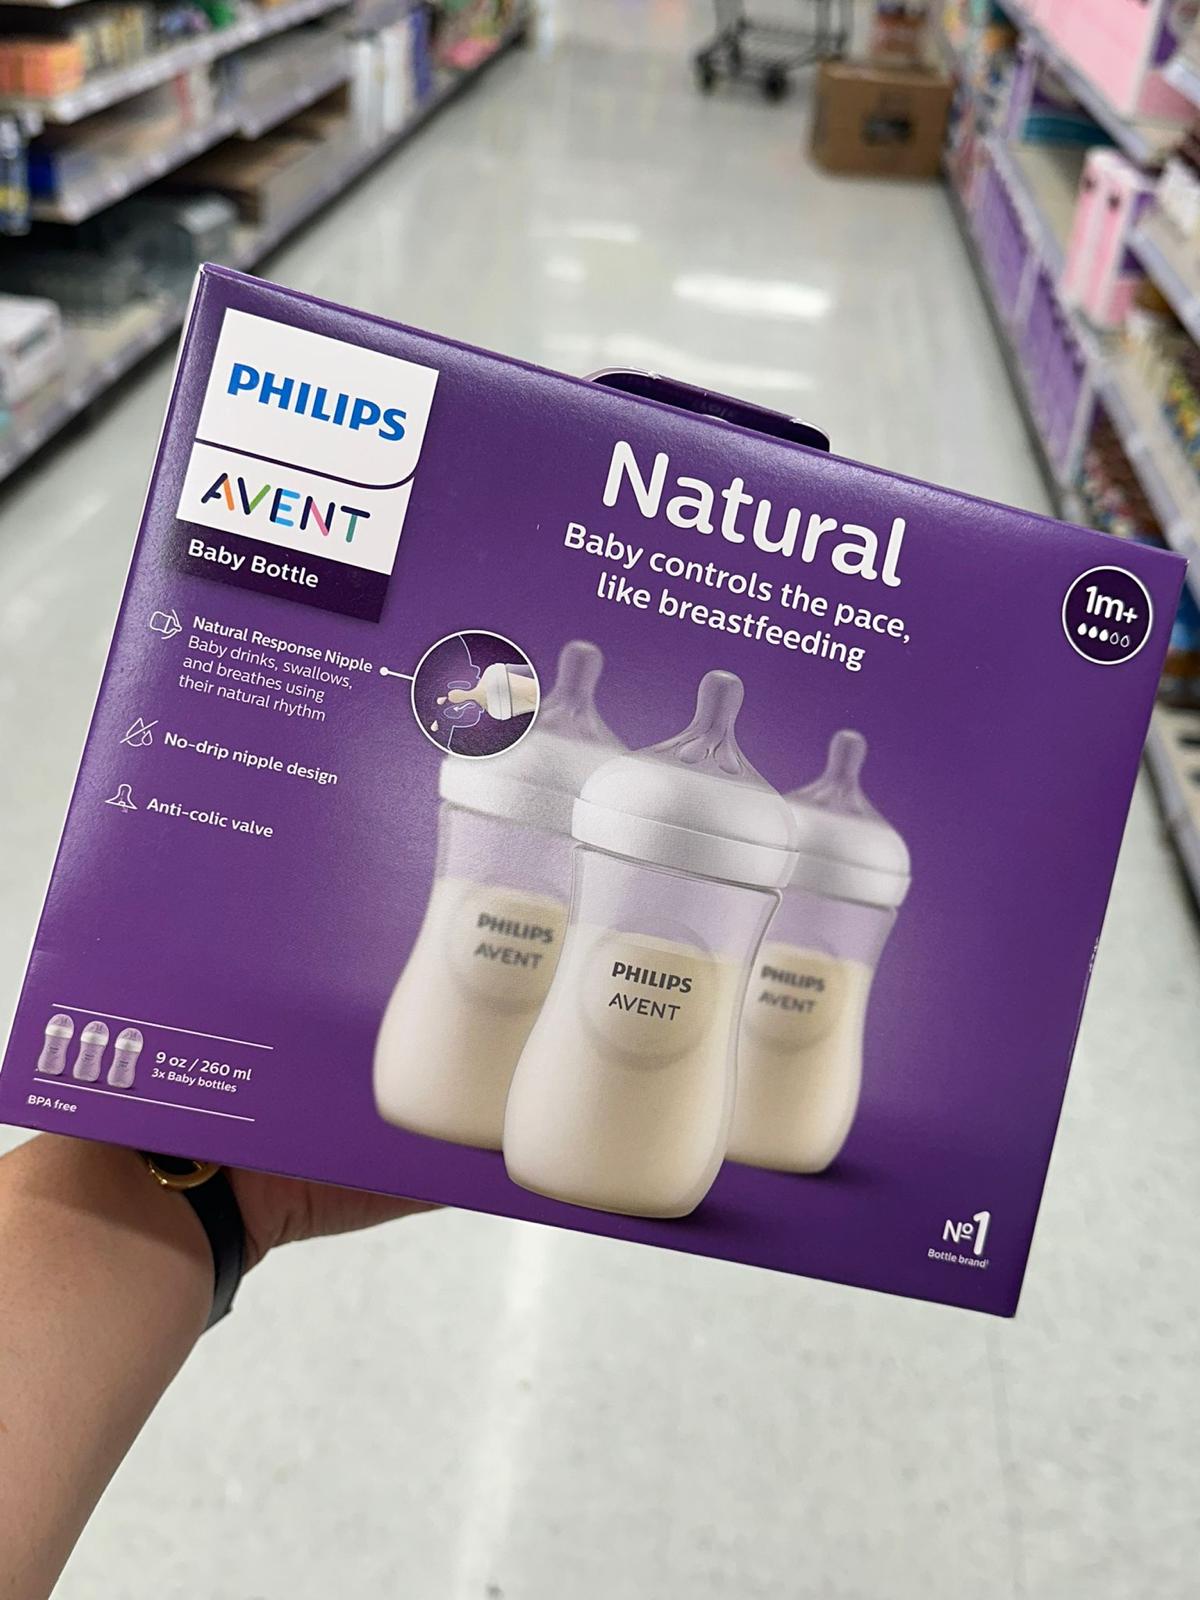 PHILIPS
AVENT
Baby Bottle
Natural
Baby controls the pace,
like breastfeeding
1m+
Natural Response Nipple
Baby drinks, swallows,
and breathes using
their natural rhythm
No-drip nipple design
Anti-colic valve
PHILIPS
AVENT
PHILIPS
AVENT
PHILIPS
AVENT
9 oz / 260 ml
3x Baby bottles
BPA free
Nº1
Bottle brand¹